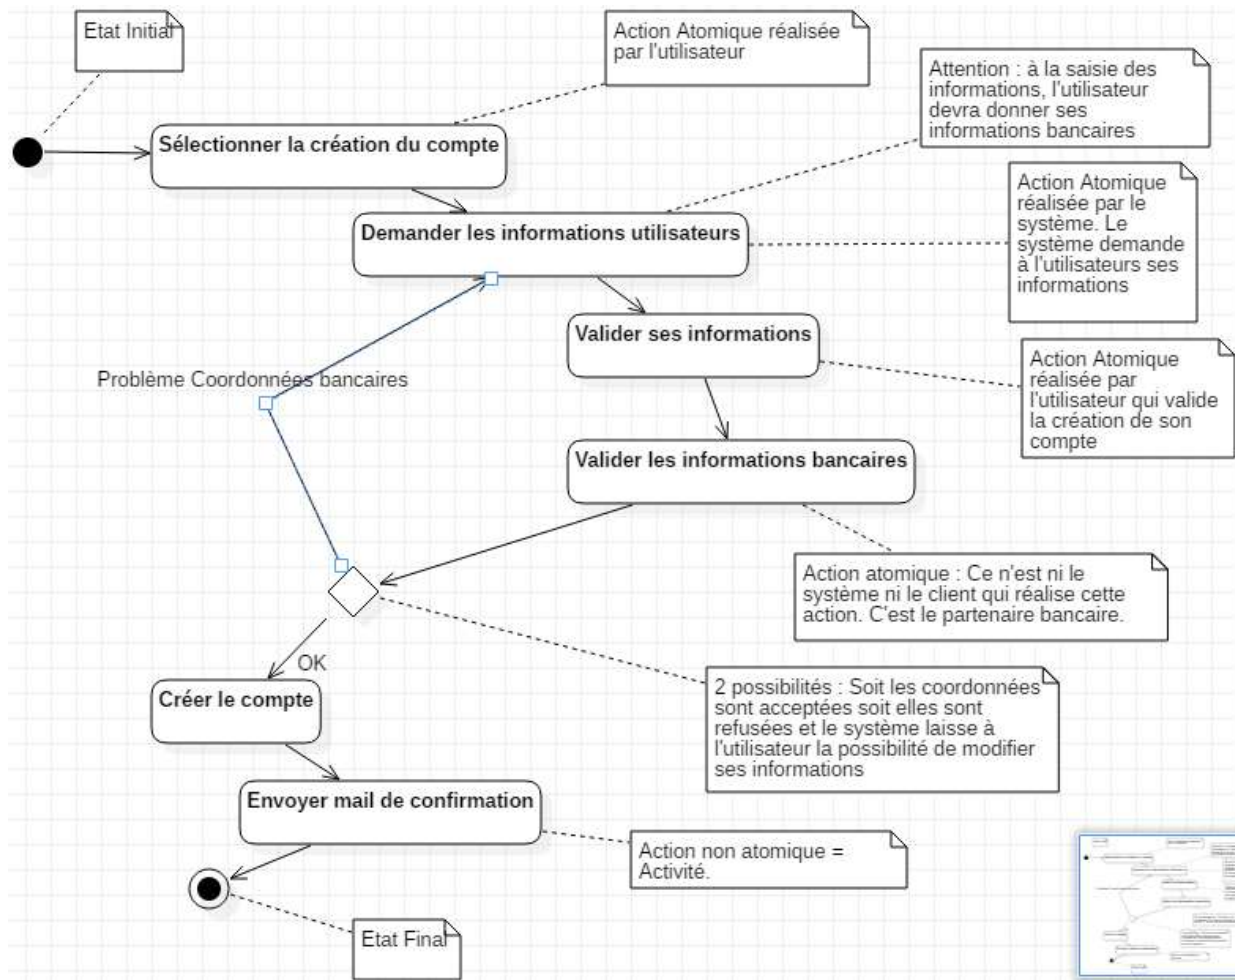 Etat Initial
Action Atomique réalisée
par l'utilisateur
Attention : à la saisie des
informations, l'utilisateur
devra donner ses
informations bancaires
Sélectionner la création du compte
Action Atomique
réalisée par le
système. Le
système demande
à l'utilisateurs ses
informations
Demander les informations utilisateurs
Valider ses informations
Action Atomique
réalisée par
l'utilisateur qui valide
la création de son
compte
Problème Coordonnées bancaires
Valider les informations bancaires
Action atomique : Ce n'est ni le
système ni le client qui réalise cette
action. C'est le partenaire bancaire.
OK
2 possibilités : Soit les coordonnées
sont acceptées soit elles sont
refusées et le système laisse à
l'utilisateur la possibilité de modifier
ses informations
Créer le compte
Envoyer mail de confirmation
Action non atomique =
Activité.
Etat Final